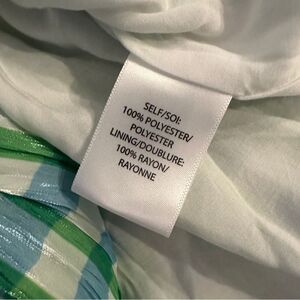 SELF/SOI:
100% POLYESTER/
POLYESTER
LINING/DOUBLURE:
100% RAYON/
RAYONNE